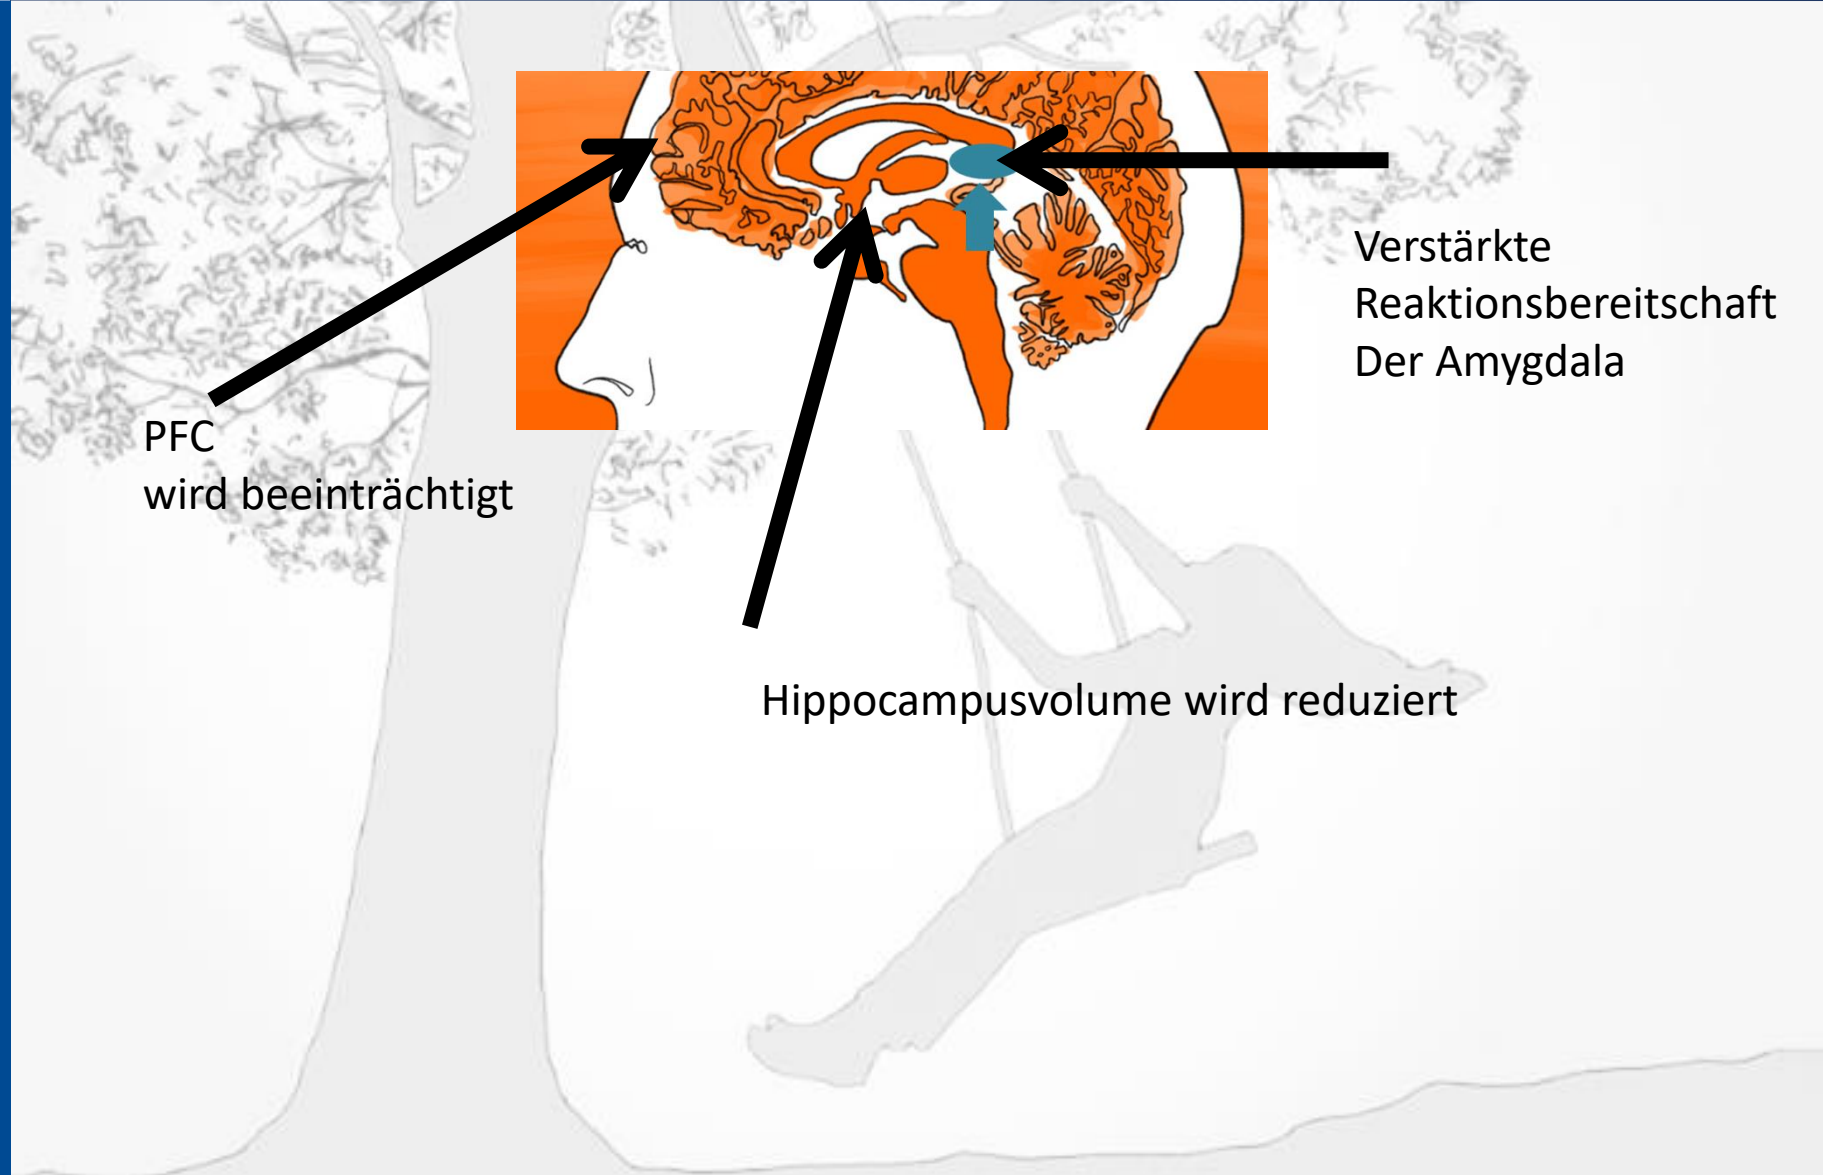 Verstärkte
Reaktionsbereitschaft
Der Amygdala
PFC
wird beeinträchtigt
Hippocampusvolume wird reduziert